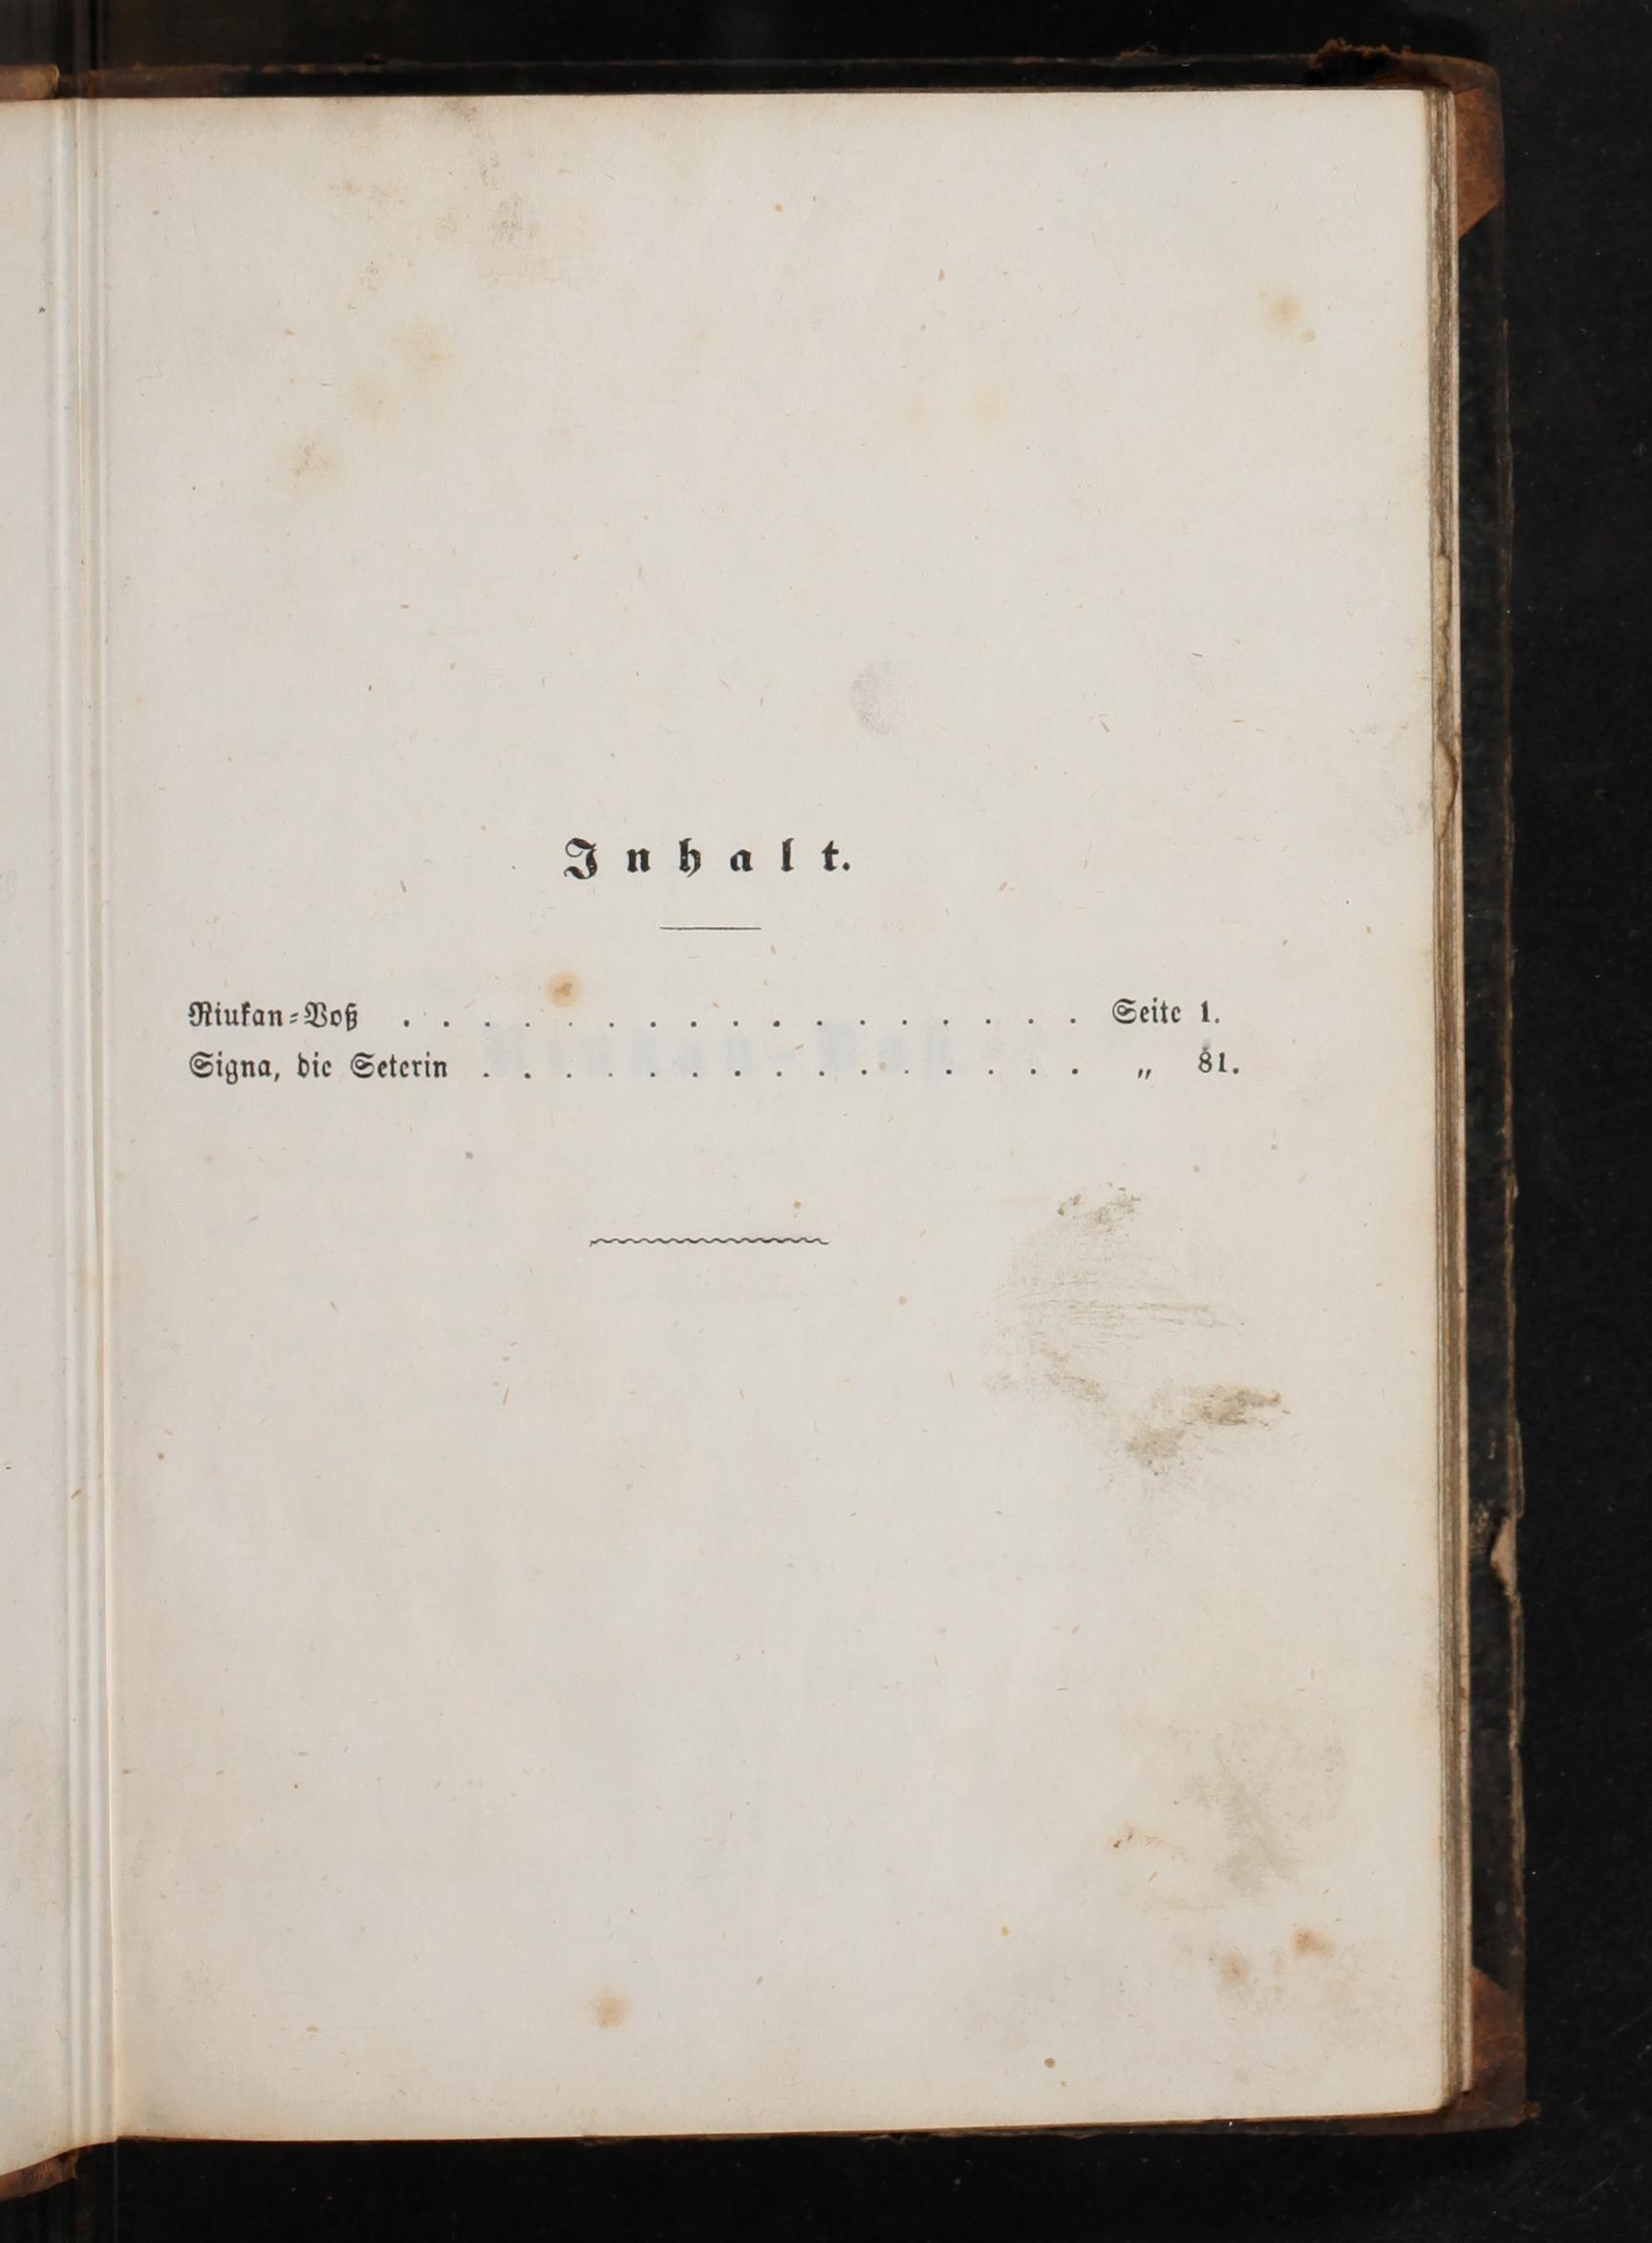 Inhalt.
Riukan-Voß . . . . . . . . . . . . . . . . . Seite 1.
Signa, die Seterin . . . . . . . . . . . . . . . „ 81.